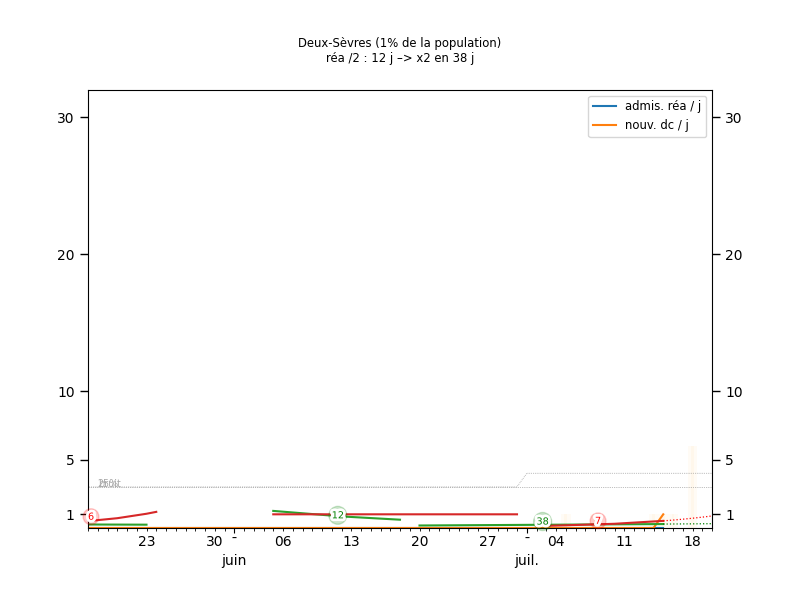 Deux-Sèvres (1% de la population)
réa /2 : 12 j –> x2 en 38 j
admis. réa / j
nouv. dc / j
30 30
20 20
10 10
5 5
1 1
6 12 38 7
23 30 - 06 13 20 27 - 04 11 18
juin juil.